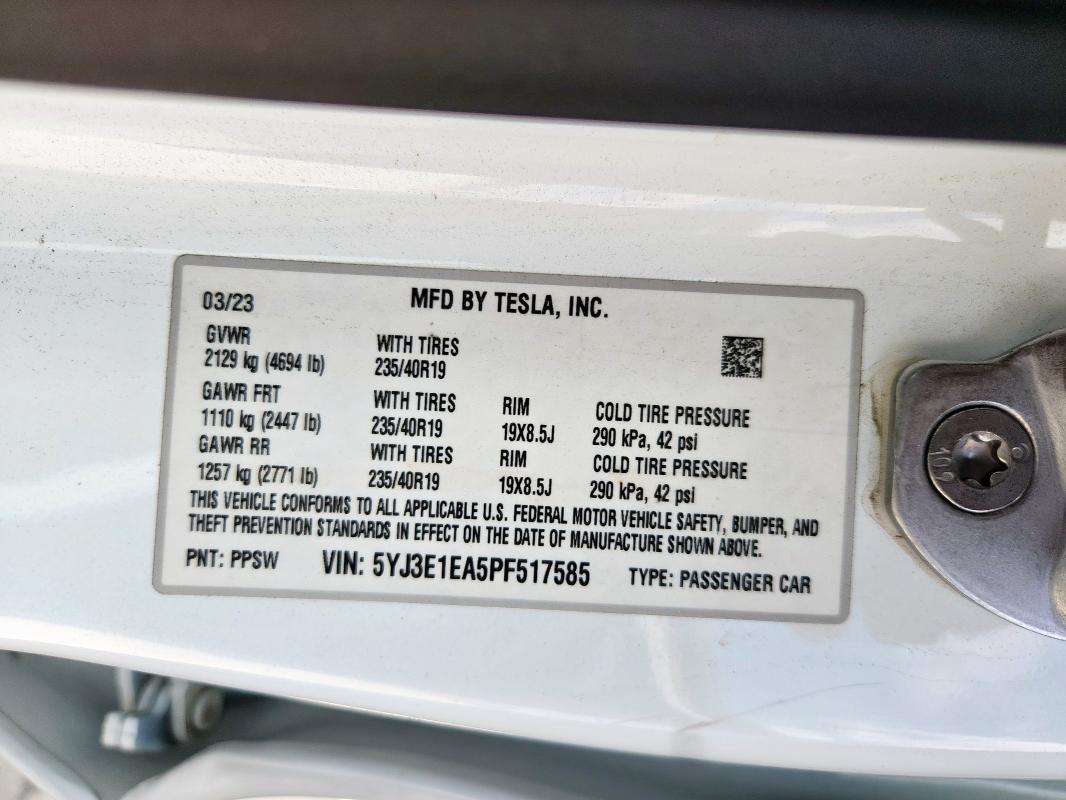 MFD BY TESLA, INC.
03/23
GVWR
2129 kg (4694 lb)
WITH TIRES
235/40R19
GAWR FRT
1110 kg (2447 lb)
WITH TIRES
235/40R19
RIM
19X8.5J
COLD TIRE PRESSURE
290 kPa, 42 psi
GAWR RR
1257 kg (2771 lb)
WITH TIRES
235/40R19
RIM
19X8.5J
COLD TIRE PRESSURE
290 kPa, 42 psi
THIS VEHICLE CONFORMS TO ALL APPLICABLE U.S. FEDERAL MOTOR VEHICLE SAFETY, BUMPER, AND
THEFT PREVENTION STANDARDS IN EFFECT ON THE DATE OF MANUFACTURE SHOWN ABOVE.
PNT: PPSW VIN: 5YJ3E1EA5PF517585 TYPE: PASSENGER CAR